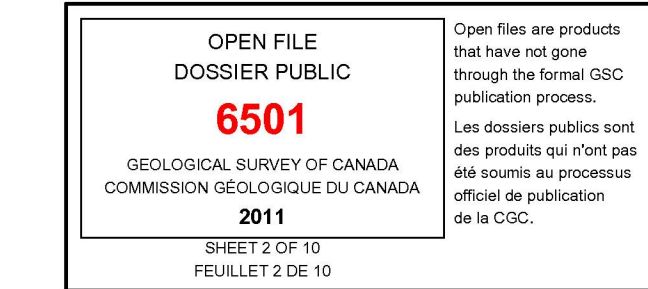 OPEN FILE
DOSSIER PUBLIC
6501
GEOLOGICAL SURVEY OF CANADA
COMMISSION GÉOLOGIQUE DU CANADA
2011
SHEET 2 OF 10
FEUILLET 2 DE 10
Open files are products
that have not gone
through the formal GSC
publication process.
Les dossiers publics sont
des produits qui n'ont pas
été soumis au processus
officiel de publication
de la CGC.